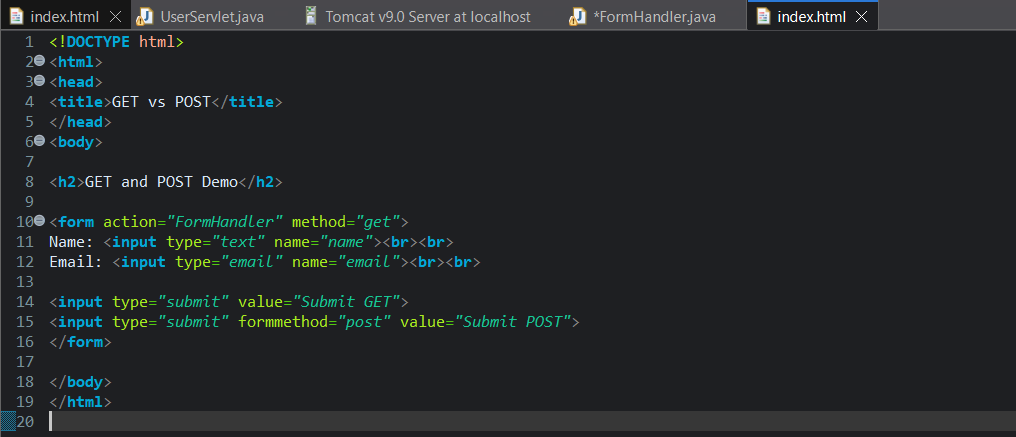 index.html UserServlet.java Tomcat v9.0 Server at localhost *FormHandler.java index.html
1 <!DOCTYPE html>
2 <html>
3 <head>
4 <title>GET vs POST</title>
5 </head>
6 <body>
7
8 <h2>GET and POST Demo</h2>
9
10 <form action="FormHandler" method="get">
11 Name: <input type="text" name="name"><br><br>
12 Email: <input type="email" name="email"><br><br>
13
14 <input type="submit" value="Submit GET">
15 <input type="submit" formmethod="post" value="Submit POST">
16 </form>
17
18 </body>
19 </html>
20